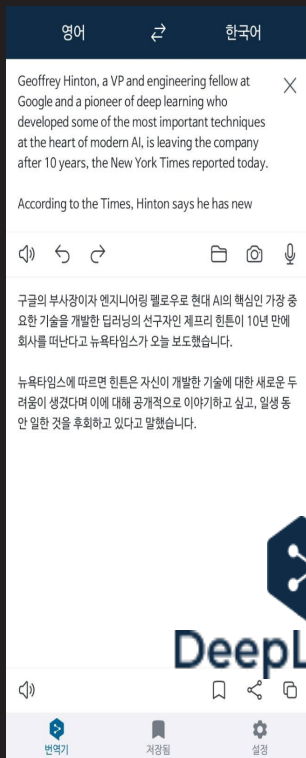 영어
한국어
Geoffrey Hinton, a VP and engineering fellow at
Google and a pioneer of deep learning who
developed some of the most important techniques
at the heart of modern AI, is leaving the company
after 10 years, the New York Times reported today.
According to the Times, Hinton says he has new
구글의 부사장이자 엔지니어링 펠로우로 현대 AI의 핵심인 가장 중
요한 기술을 개발한 딥러닝의 선구자인 제프리 힌튼이 10년 만에
회사를 떠난다고 뉴욕타임스가 오늘 보도했습니다.
뉴욕타임스에 따르면 힌튼은 자신이 개발한 기술에 대한 새로운 두
려움이 생겼다며 이에 대해 공개적으로 이야기하고 싶고, 일생 동
안 일한 것을 후회하고 있다고 말했습니다.
DeepL
번역기
저장됨
설정